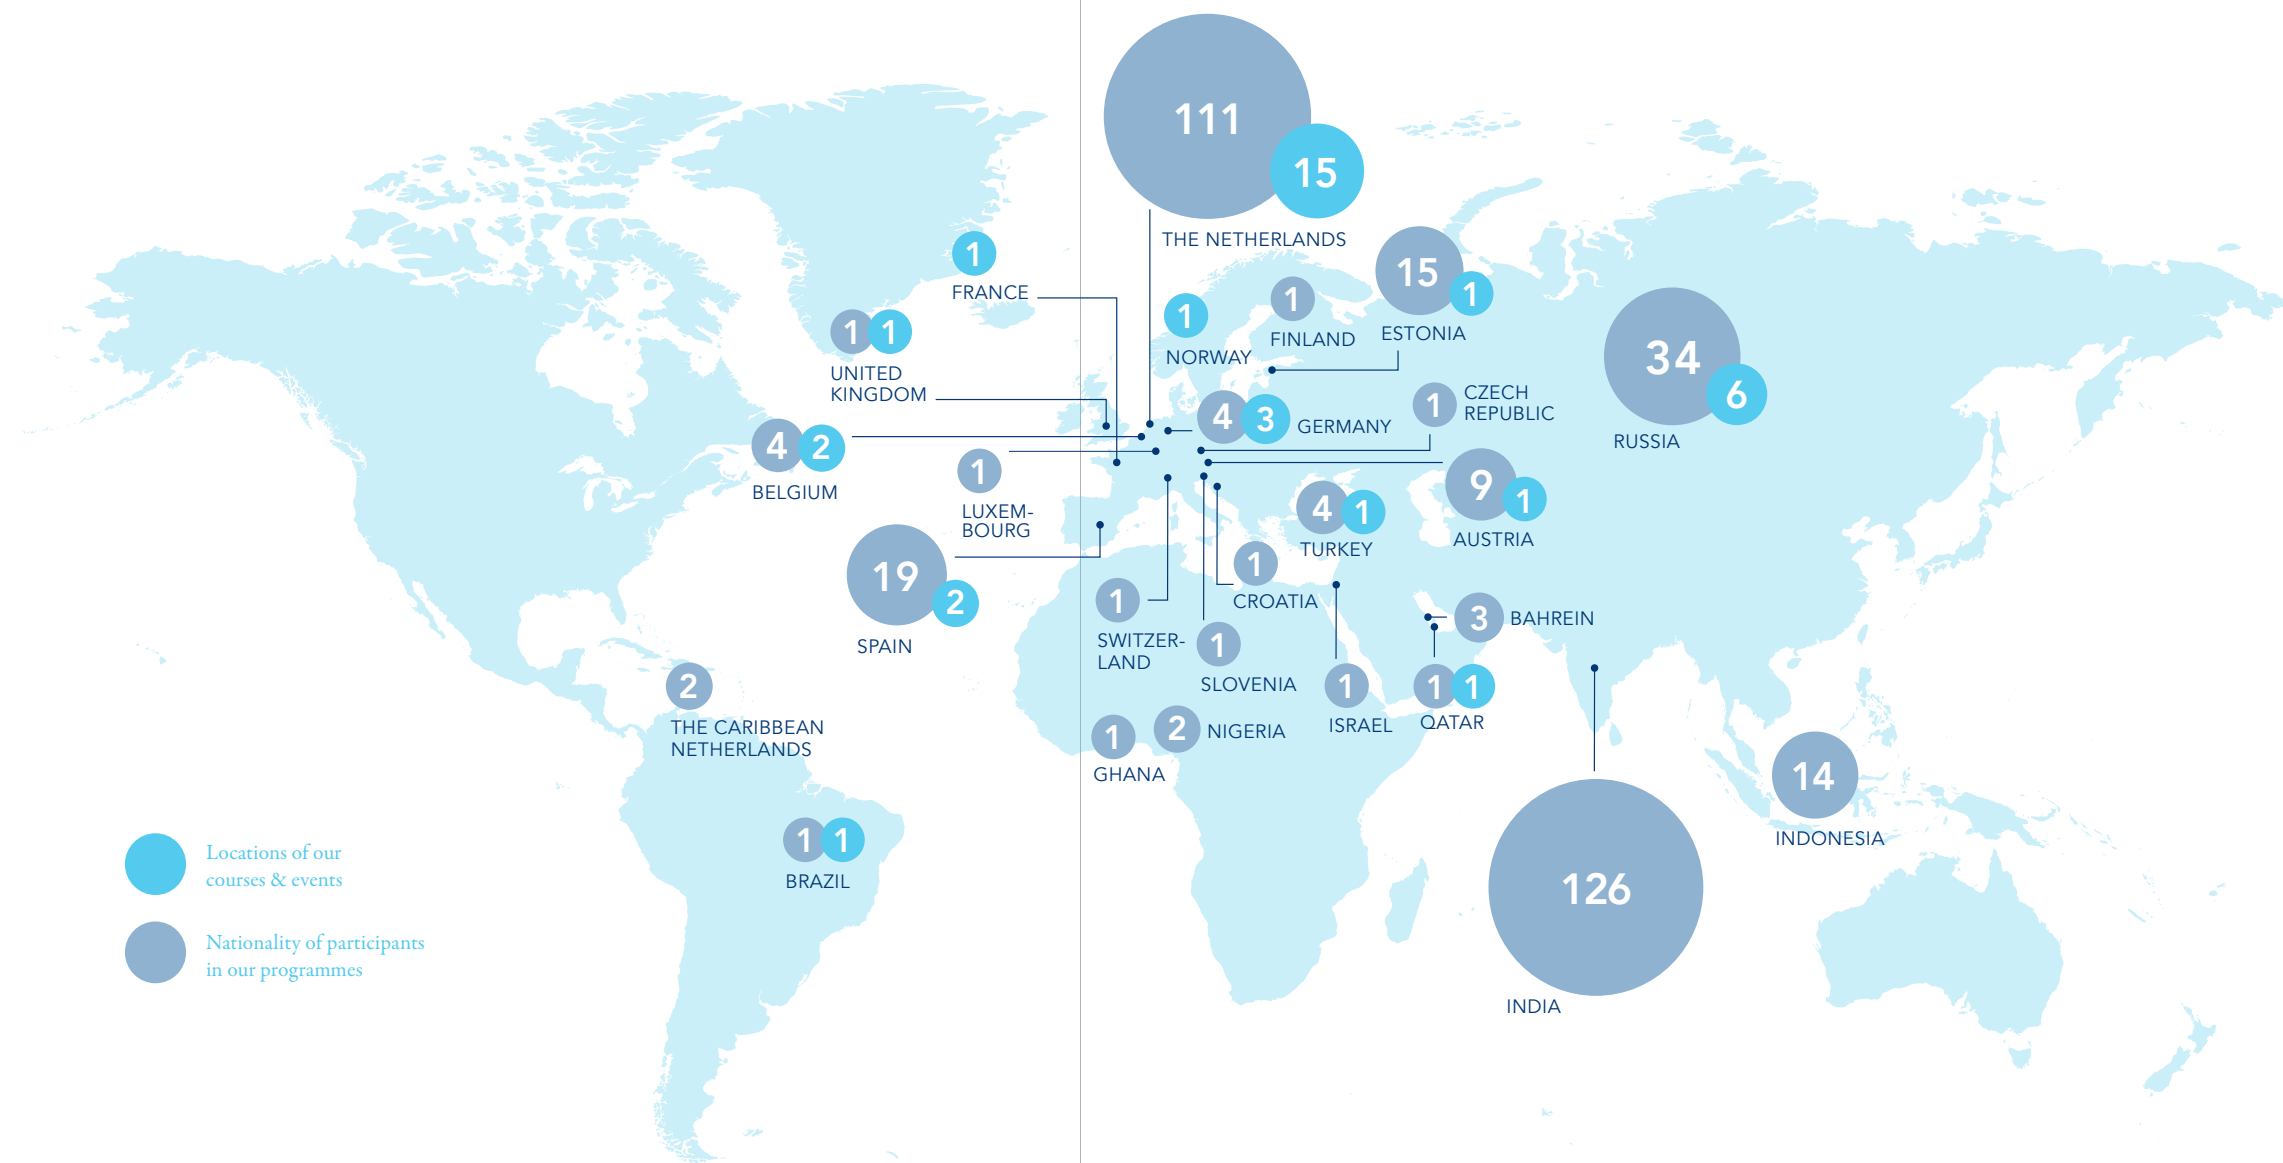 111
15
THE NETHERLANDS
1
FRANCE
1 1
UNITED
KINGDOM
4 2
BELGIUM
1
LUXEM-
BOURG
19
2
SPAIN
1
NORWAY
1
FINLAND
15
1
ESTONIA
34
6
RUSSIA
4 3 GERMANY
1 CZECH
REPUBLIC
9
1
AUSTRIA
4 1
TURKEY
1
CROATIA
1
SWITZER-
LAND
1
SLOVENIA
1
ISRAEL
3 BAHREIN
1 1
QATAR
2
THE CARIBBEAN
NETHERLANDS
1
GHANA
2 NIGERIA
14
INDONESIA
126
INDIA
1 1
BRAZIL
Locations of our
courses & events
Nationality of participants
in our programmes